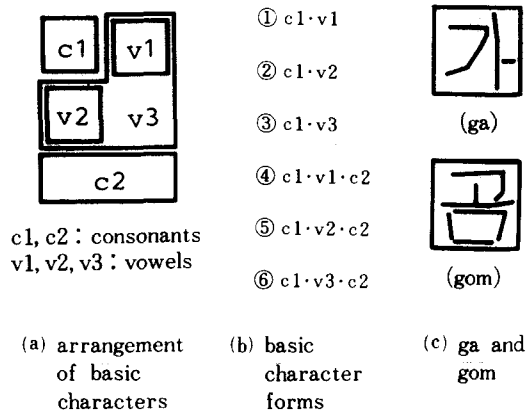 c1 v1
v2 v3
c2
c1, c2 : consonants
v1, v2, v3 : vowels
① c1·v1
② c1·v2
③ c1·v3
④ c1·v1·c2
⑤ c1·v2·c2
⑥ c1·v3·c2
가
(ga)
곰
(gom)
(a) arrangement
of basic
characters
(b) basic
character
forms
(c) ga and
gom